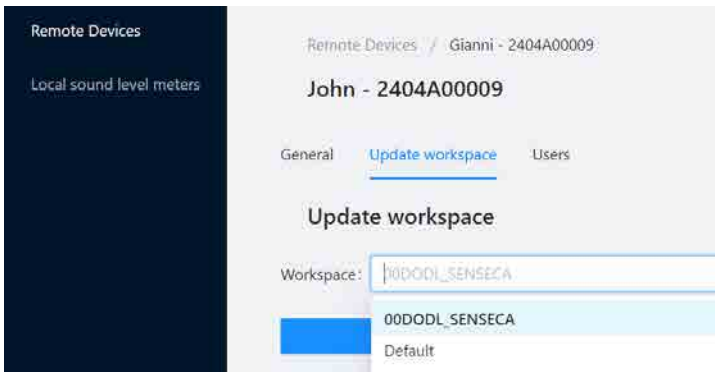 Remote Devices
Local sound level meters
Remote Devices / Gianni - 2404A00009
John - 2404A00009
General Update workspace Users
Update workspace
Workspace: 00DODL_SENSECA
00DODL_SENSECA
Default